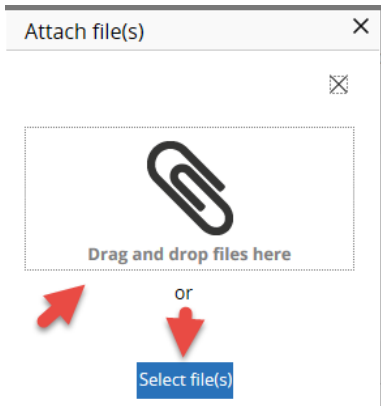 Attach file(s)
Drag and drop files here
or
Select file(s)